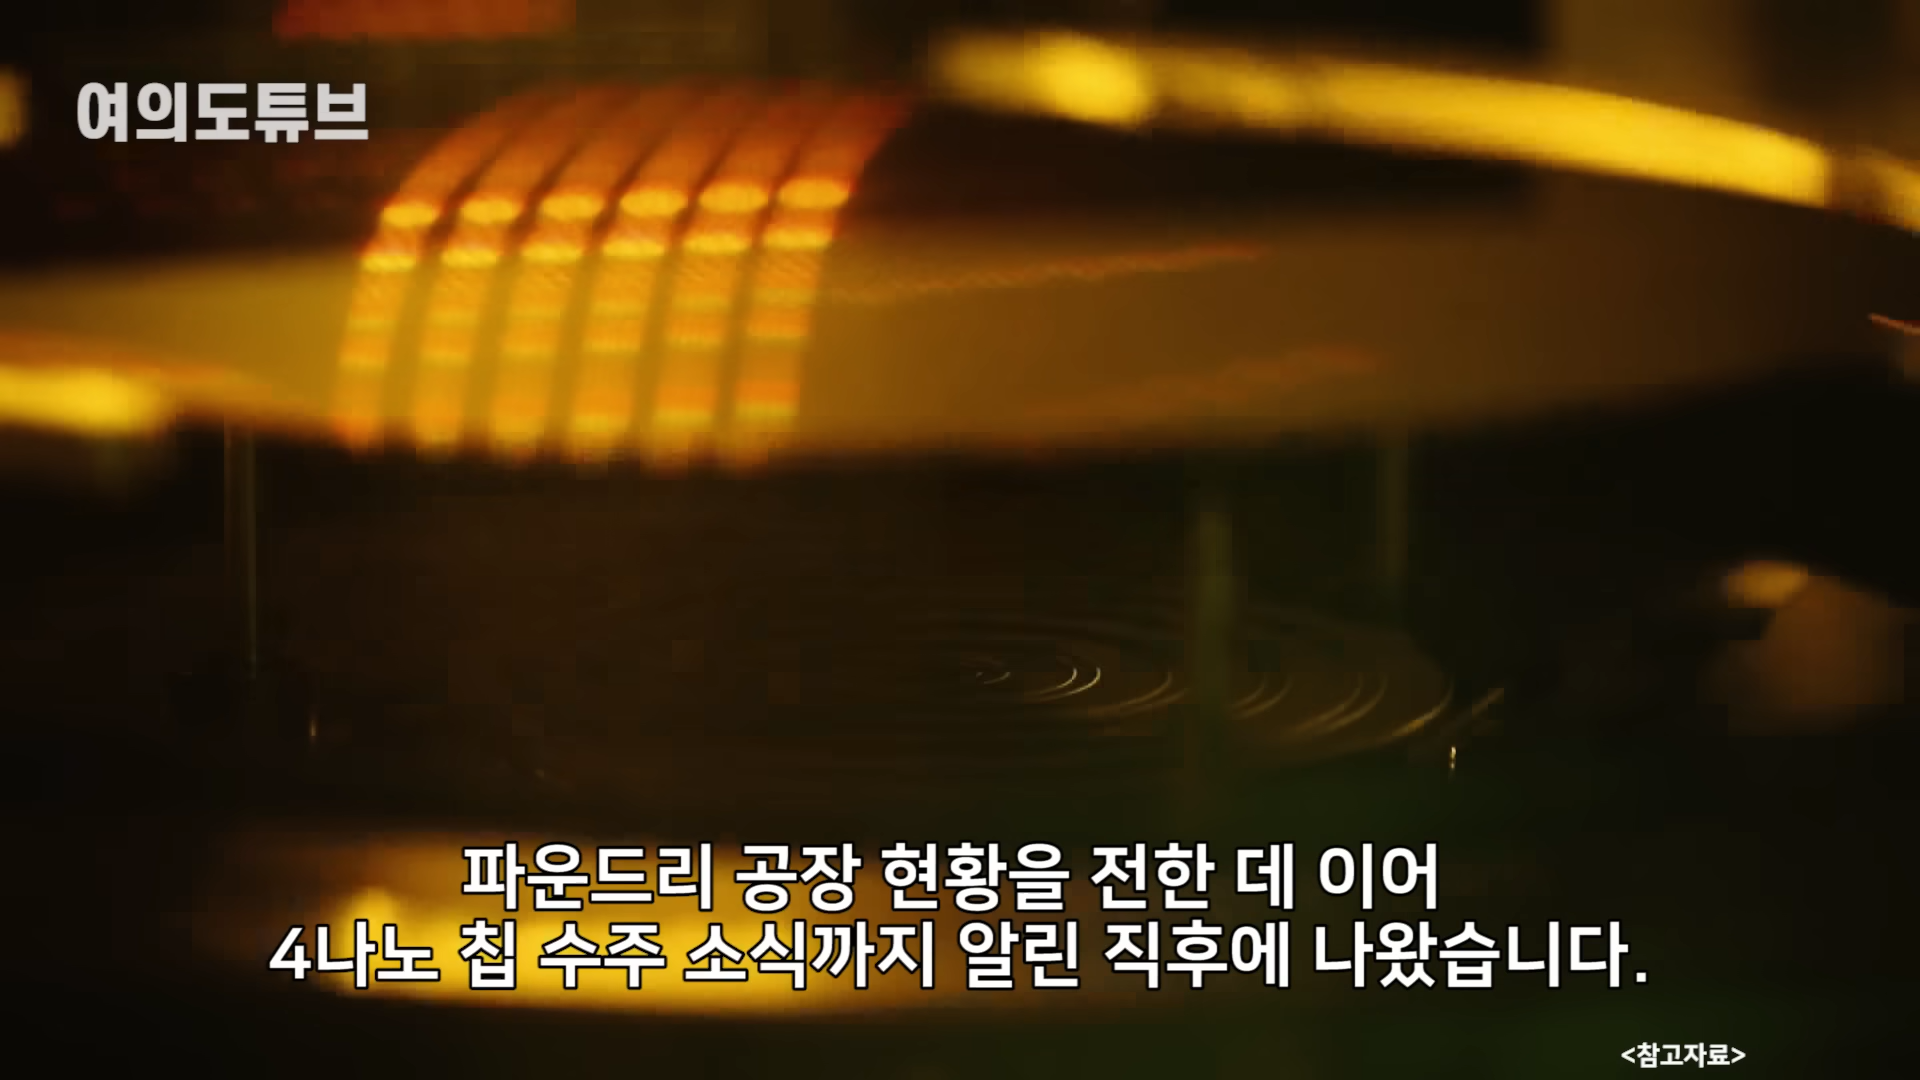 여의도튜브
파운드리 공장 현황을 전한 데 이어
4나노 칩 수주 소식까지 알린 직후에 나왔습니다.
<참고자료>